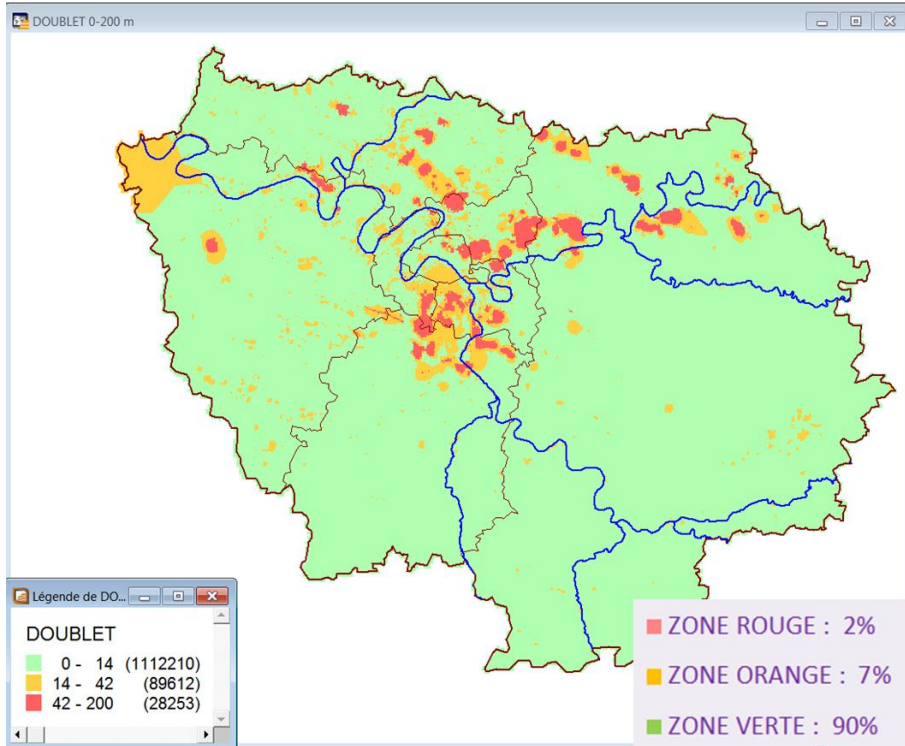 DOUBLET 0-200 m
Légende de DO...
DOUBLET
0 - 14 (1112210)
14 - 42 (89612)
42 - 200 (28253)
ZONE ROUGE : 2%
ZONE ORANGE : 7%
ZONE VERTE : 90%